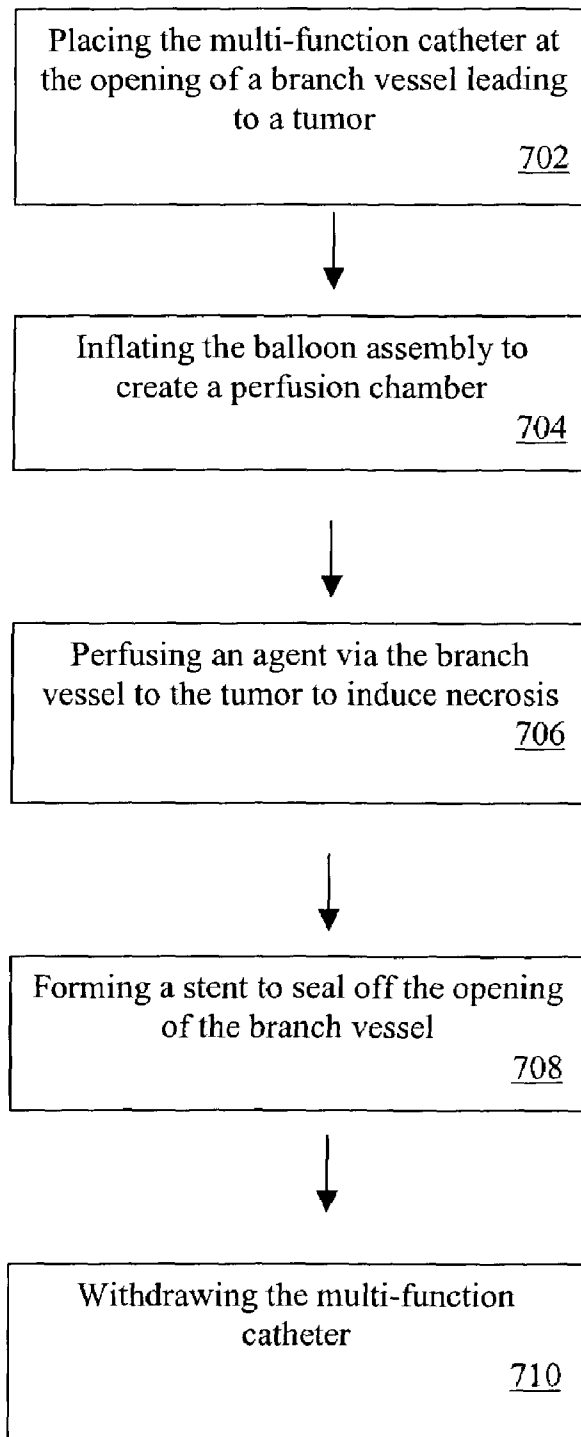 Placing the multi-function catheter at
the opening of a branch vessel leading
to a tumor
702
Inflating the balloon assembly to
create a perfusion chamber
704
Perfusing an agent via the branch
vessel to the tumor to induce necrosis
706
Forming a stent to seal off the opening
of the branch vessel
708
Withdrawing the multi-function
catheter
710